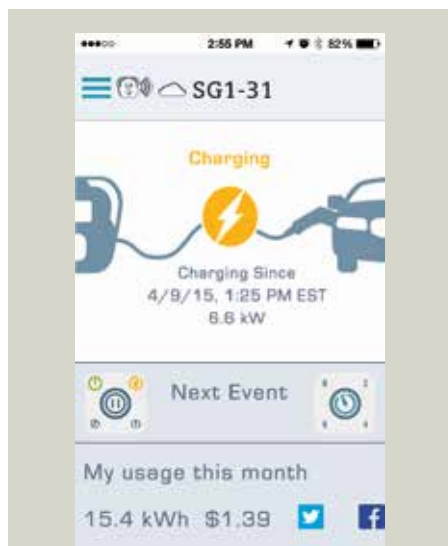 2:55 PM 82%
SG1-31
Charging
Charging Since
4/9/15, 1:25 PM EST
6.6 kW
Next Event
My usage this month
15.4 kWh $1.39